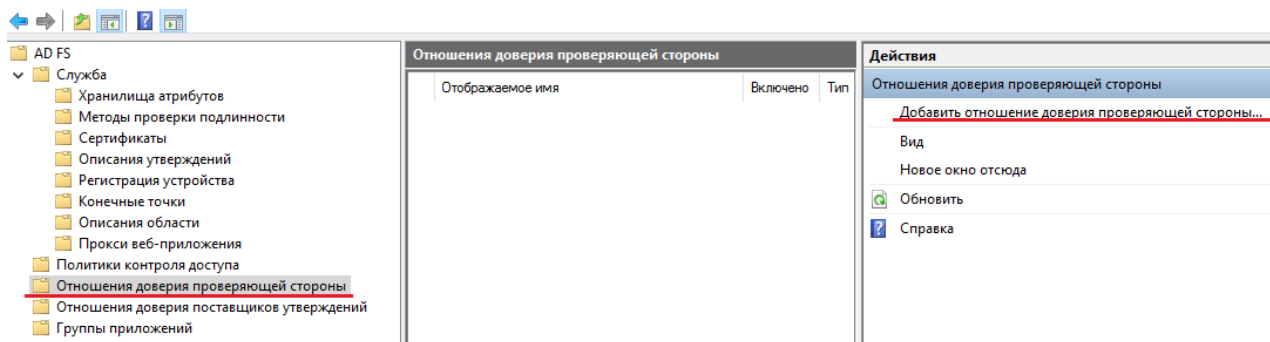 AD FS
Служба
Хранилища атрибутов
Методы проверки подлинности
Сертификаты
Описания утверждений
Регистрация устройства
Конечные точки
Описания области
Прокси веб-приложения
Политики контроля доступа
Отношения доверия проверяющей стороны
Отношения доверия поставщиков утверждений
Группы приложений
Отношения доверия проверяющей стороны
Отображаемое имя Включено Тип
Действия
Отношения доверия проверяющей стороны
Добавить отношение доверия проверяющей стороны...
Вид
Новое окно отсюда
Обновить
Справка